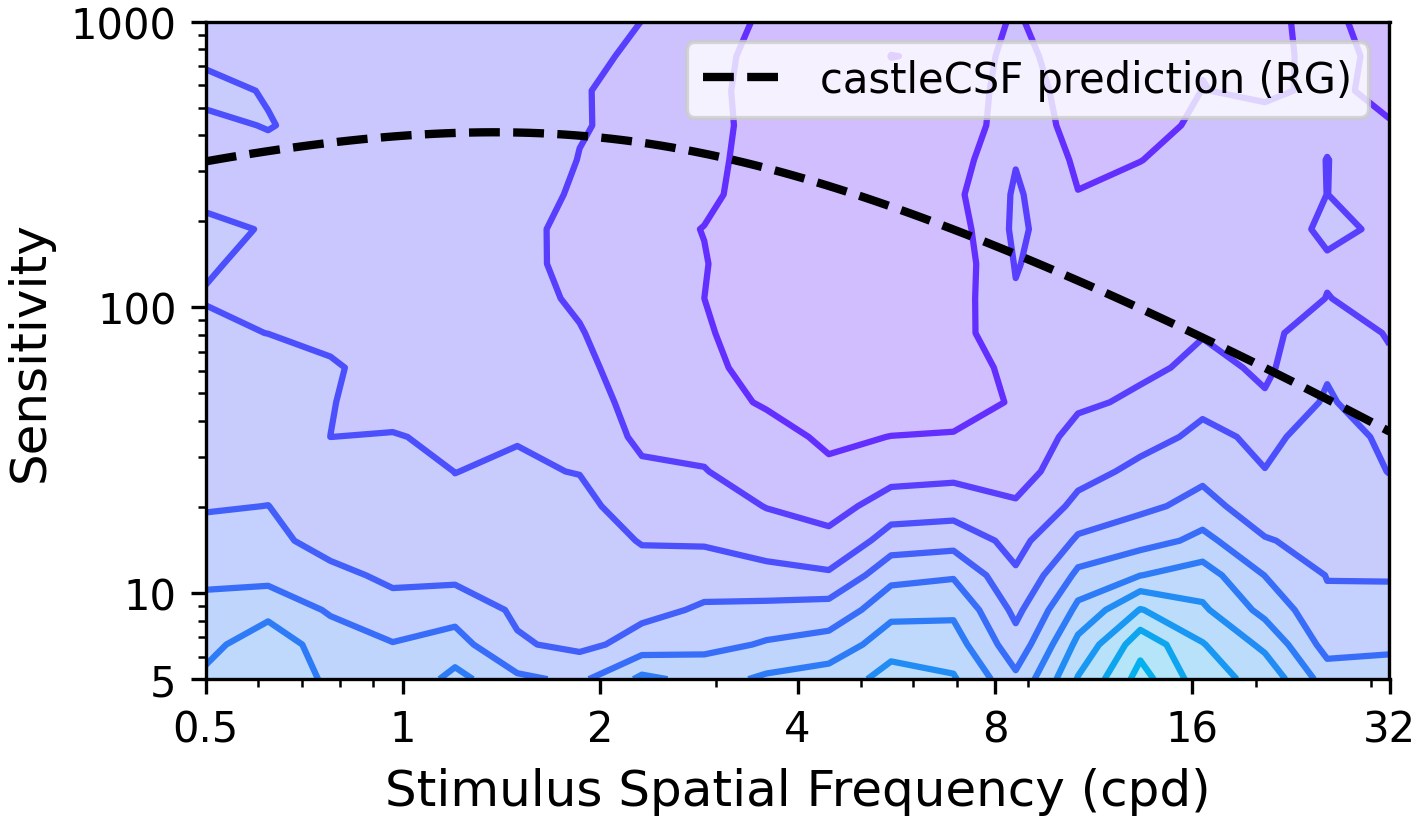 1000
100
10
5
Sensitivity
castleCSF prediction (RG)
0.5 1 2 4 8 16 32
Stimulus Spatial Frequency (cpd)